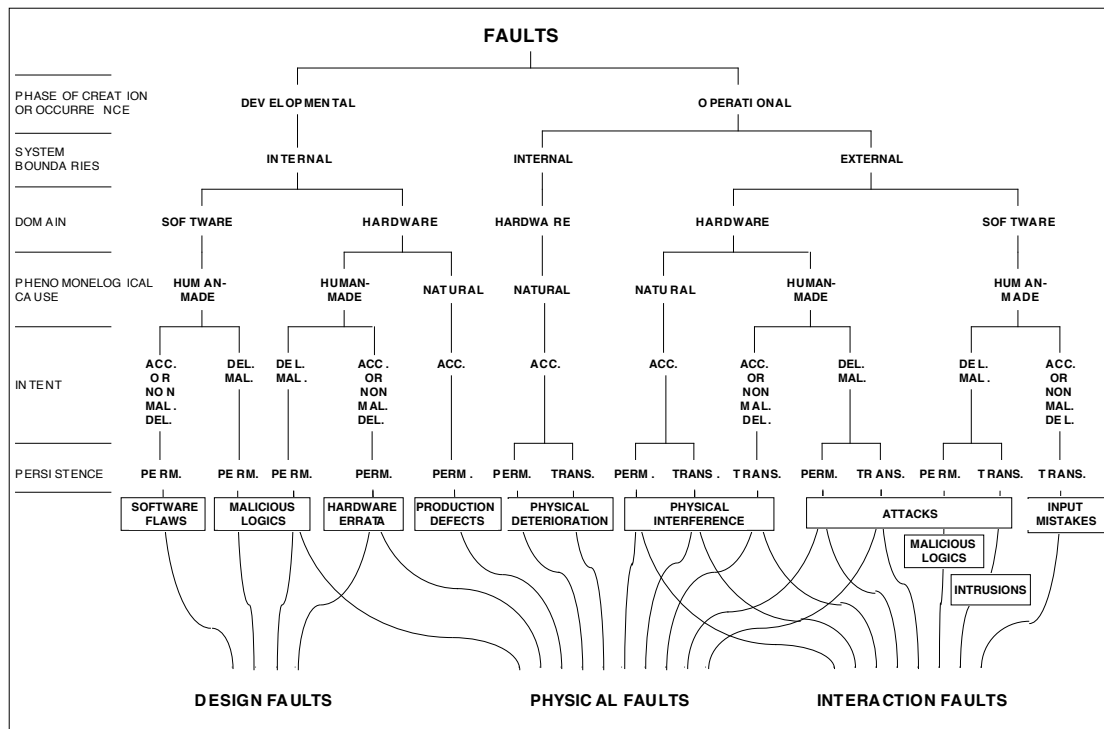 FAULTS
PHASE OF CREATION
OR OCCURRENCE
DEVELOPMENTAL OPERATIONAL
SYSTEM
BOUNDARIES
INTERNAL INTERNAL EXTERNAL
DOMAIN SOFTWARE HARDWARE HARDWARE HARDWARE SOFTWARE
PHENOMONELOGICAL
CAUSE
HUMAN-
MADE
HUMAN-
MADE
NATURAL NATURAL NATURAL
HUMAN-
MADE
HUMAN-
MADE
INTENT
ACC.
OR
NON
MAL.
DEL.
DEL.
MAL.
DEL.
MAL.
ACC.
OR
NON
MAL.
DEL.
ACC.
ACC.
ACC.
ACC.
OR
NON
MAL.
DEL.
DEL.
MAL.
DEL.
MAL.
ACC.
OR
NON
MAL.
DEL.
PERSISTENCE PERM. PERM. PERM. PERM. PERM. PERM. TRANS. PERM. TRANS. TRANS. PERM. TRANS. PERM. TRANS. TRANS.
SOFTWARE
FLAWS
MALICIOUS
LOGICS
HARDWARE
ERRATA
PRODUCTION
DEFECTS
PHYSICAL
DETERIORATION
PHYSICAL
INTERFERENCE
ATTACKS
INPUT
MISTAKES
MALICIOUS
LOGICS
INTRUSIONS
DESIGN FAULTS PHYSICAL FAULTS INTERACTION FAULTS